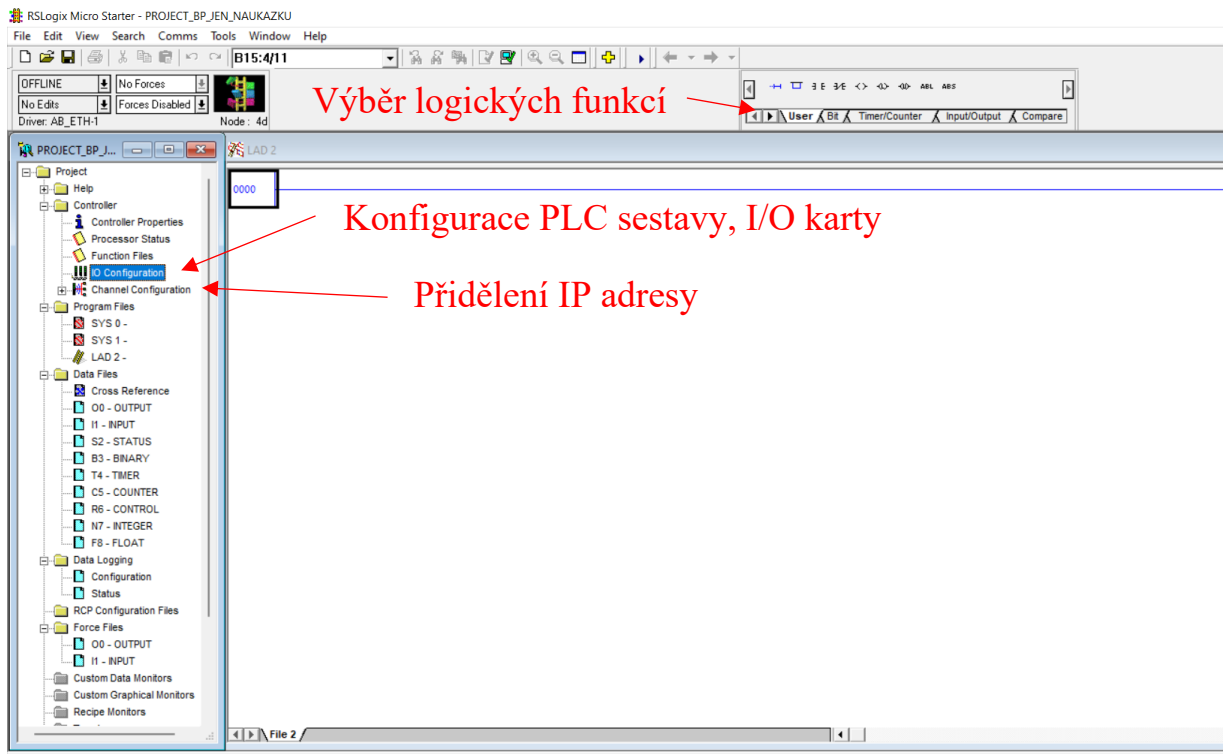 RSLogix Micro Starter - PROJECT_BP_JEN_NAUKAZKU
File Edit View Search Comms Tools Window Help
B15:4/11
OFFLINE No Forces
No Edits Forces Disabled
Driver: AB_ETH-1 Node : 4d
Výběr logických funkcí
ABL ABS
User Bit Timer/Counter Input/Output Compare
PROJECT_BP_J...
LAD 2
Project
Help
Controller
Controller Properties
Processor Status
Function Files
IO Configuration
Channel Configuration
Program Files
SYS 0 -
SYS 1 -
LAD 2 -
Data Files
Cross Reference
O0 - OUTPUT
I1 - INPUT
S2 - STATUS
B3 - BINARY
T4 - TIMER
C5 - COUNTER
R6 - CONTROL
N7 - INTEGER
F8 - FLOAT
Data Logging
Configuration
Status
RCP Configuration Files
Force Files
O0 - OUTPUT
I1 - INPUT
Custom Data Monitors
Custom Graphical Monitors
Recipe Monitors
0000
Konfigurace PLC sestavy, I/O karty
Přidělení IP adresy
File 2